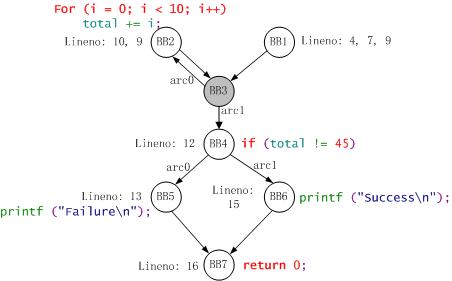 For (i = 0; i < 10; i++)
total += i;
Lineno: 10, 9 BB2 BB1 Lineno: 4, 7, 9
arc0
BB3
arc1
Lineno: 12 BB4 if (total != 45)
arc0 arc1
Lineno: 13 BB5 Lineno: 15 BB6 printf ("Success\n");
printf ("Failure\n");
Lineno: 16 BB7 return 0;